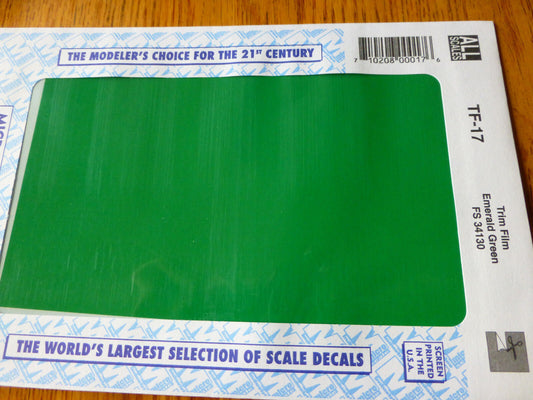 THE MODELER'S CHOICE FOR THE 21ST CENTURY
7 10208 00017 6
ALL
SCALES
TF-17
Trim Film
Emerald Green
FS 34130
THE WORLD'S LARGEST SELECTION OF SCALE DECALS
SCREEN
PRINTED
IN THE
U.S.A.